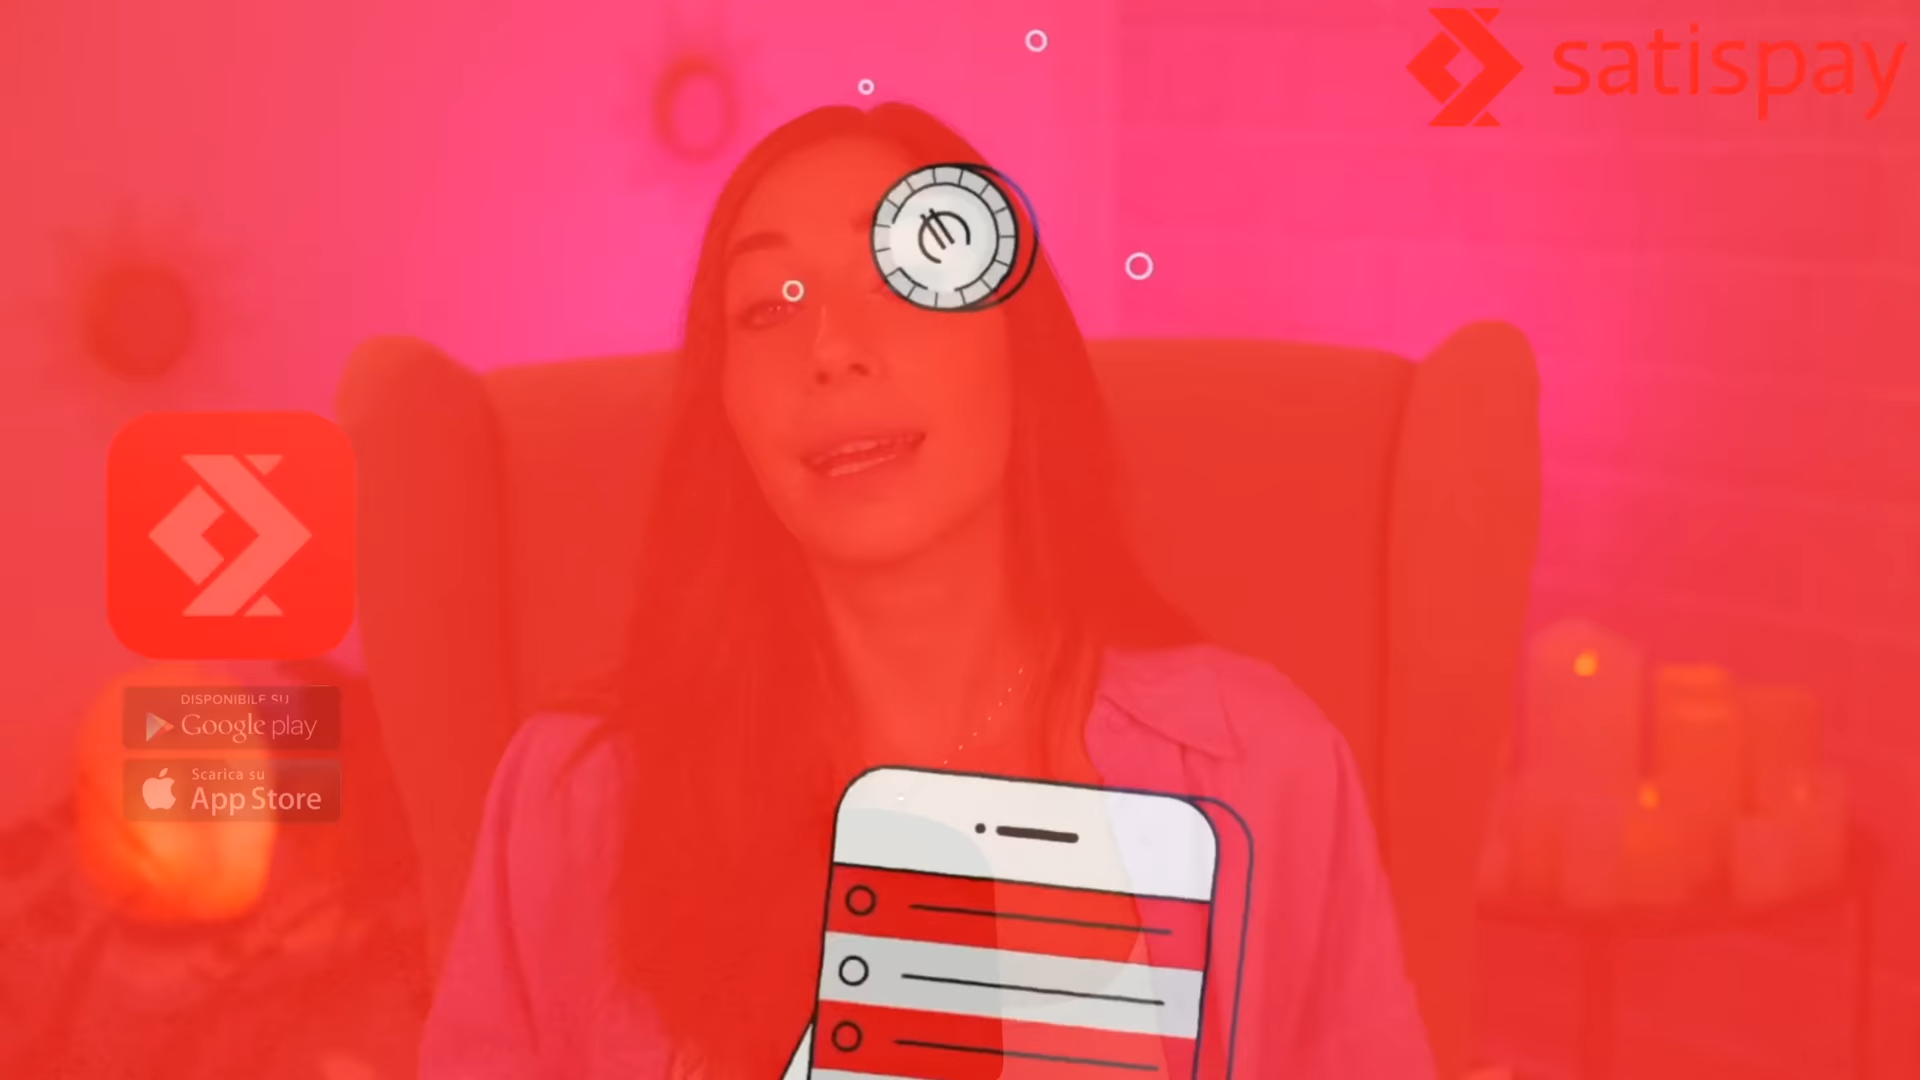 satispay
DISPONIBILE SU
Google play
Scarica su
App Store